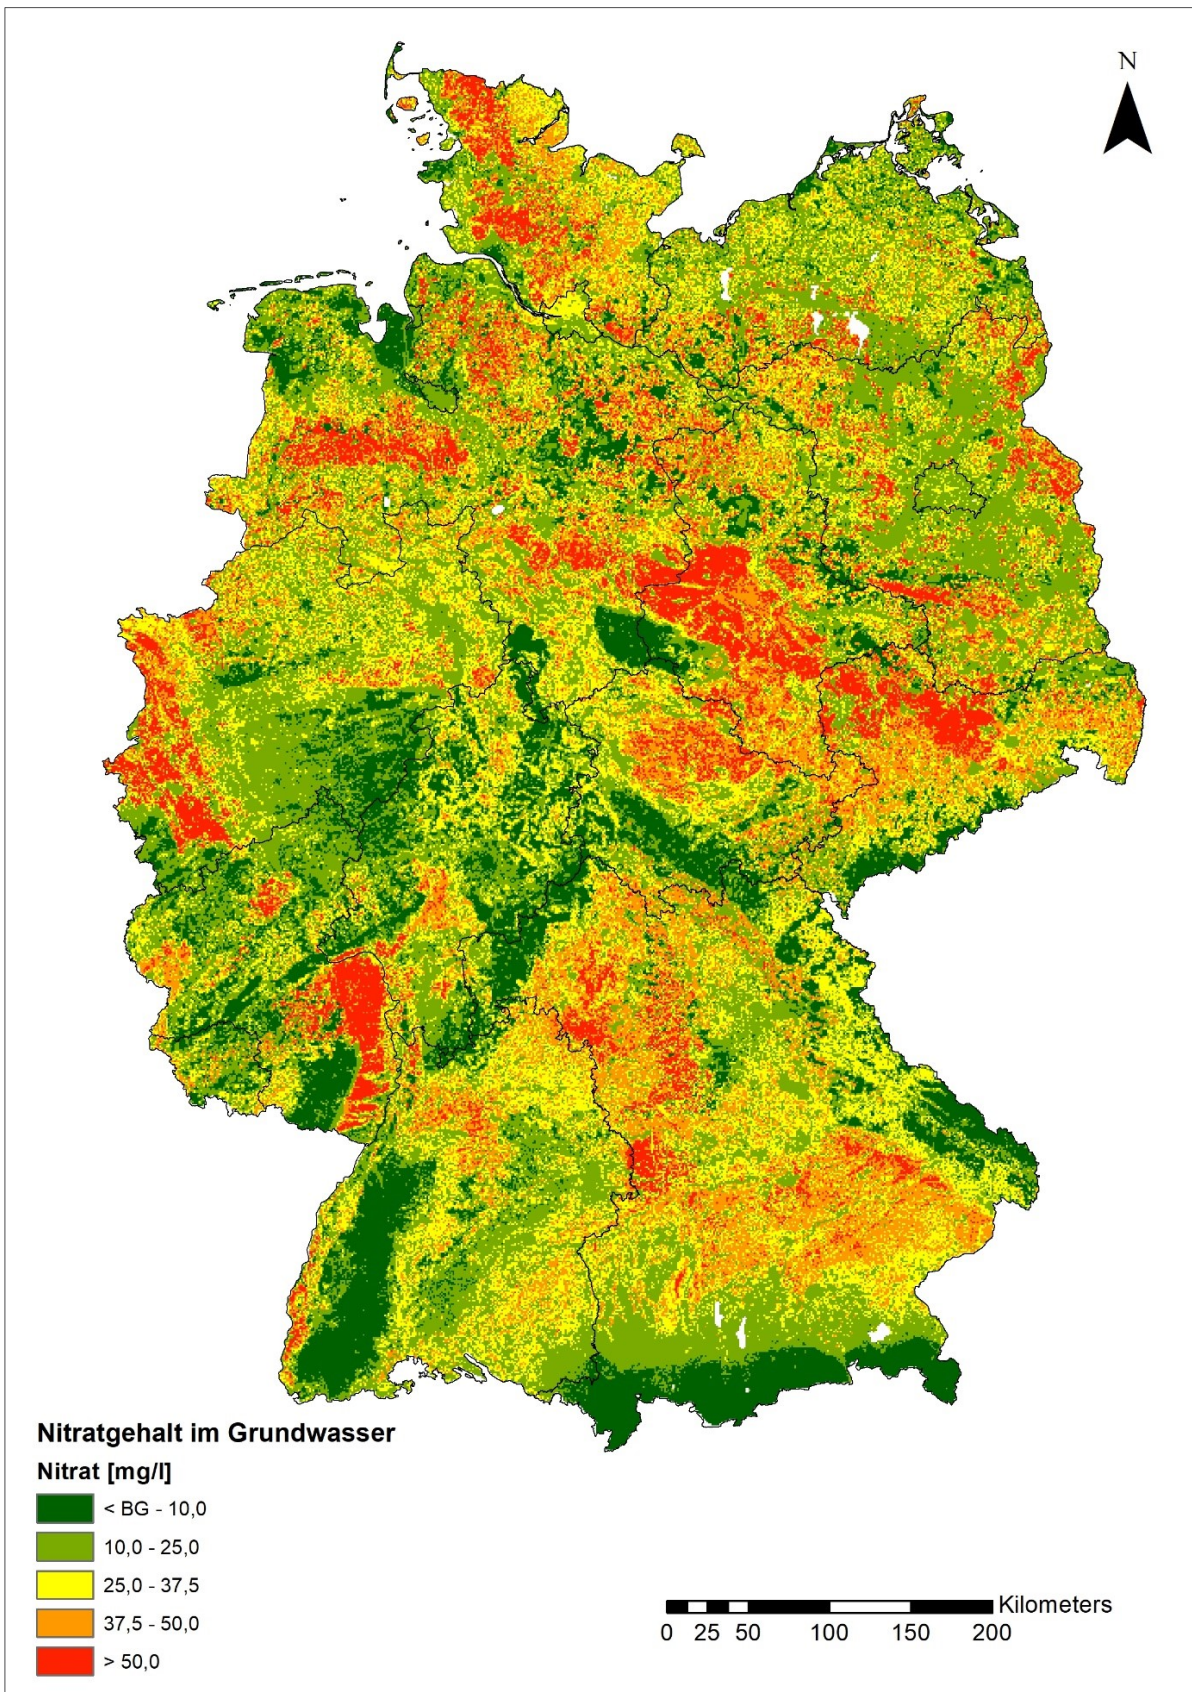 N
Nitratgehalt im Grundwasser
Nitrat [mg/l]
< BG - 10,0
10,0 - 25,0
25,0 - 37,5
37,5 - 50,0
> 50,0
Kilometers
0 25 50 100 150 200